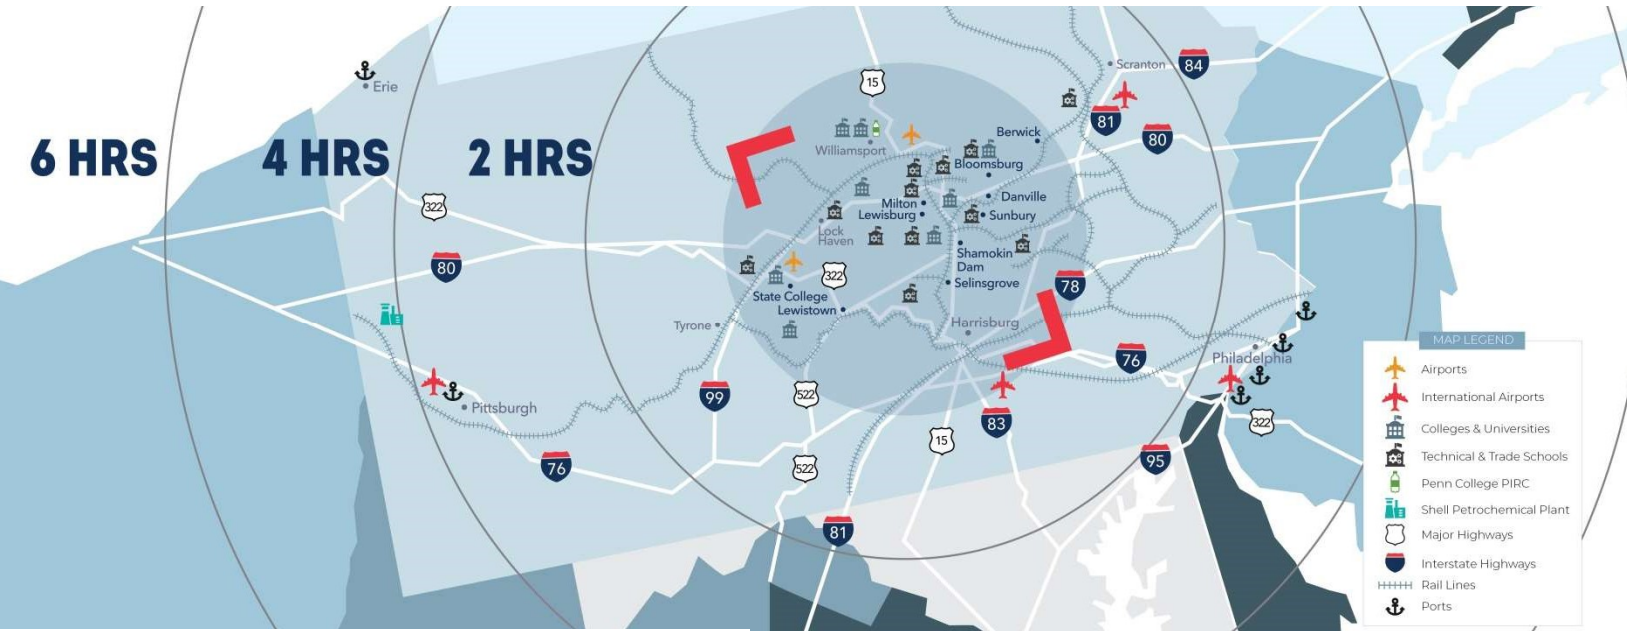 6 HRS
4 HRS
2 HRS
Erie
322
80
Pittsburgh
76
15
Williamsport
Lock
Haven
State College
Lewistown
322
Tyrone
99
522
522
81
Berwick
Bloomsburg
Danville
Milton
Lewisburg
Sunbury
Shamokin
Dam
Selinsgrove
Harrisburg
15
83
78
76
Scranton
84
81
80
Philadelphia
322
95
MAP LEGEND
Airports
International Airports
Colleges & Universities
Technical & Trade Schools
Penn College PIRC
Shell Petrochemical Plant
Major Highways
Interstate Highways
Rail Lines
Ports